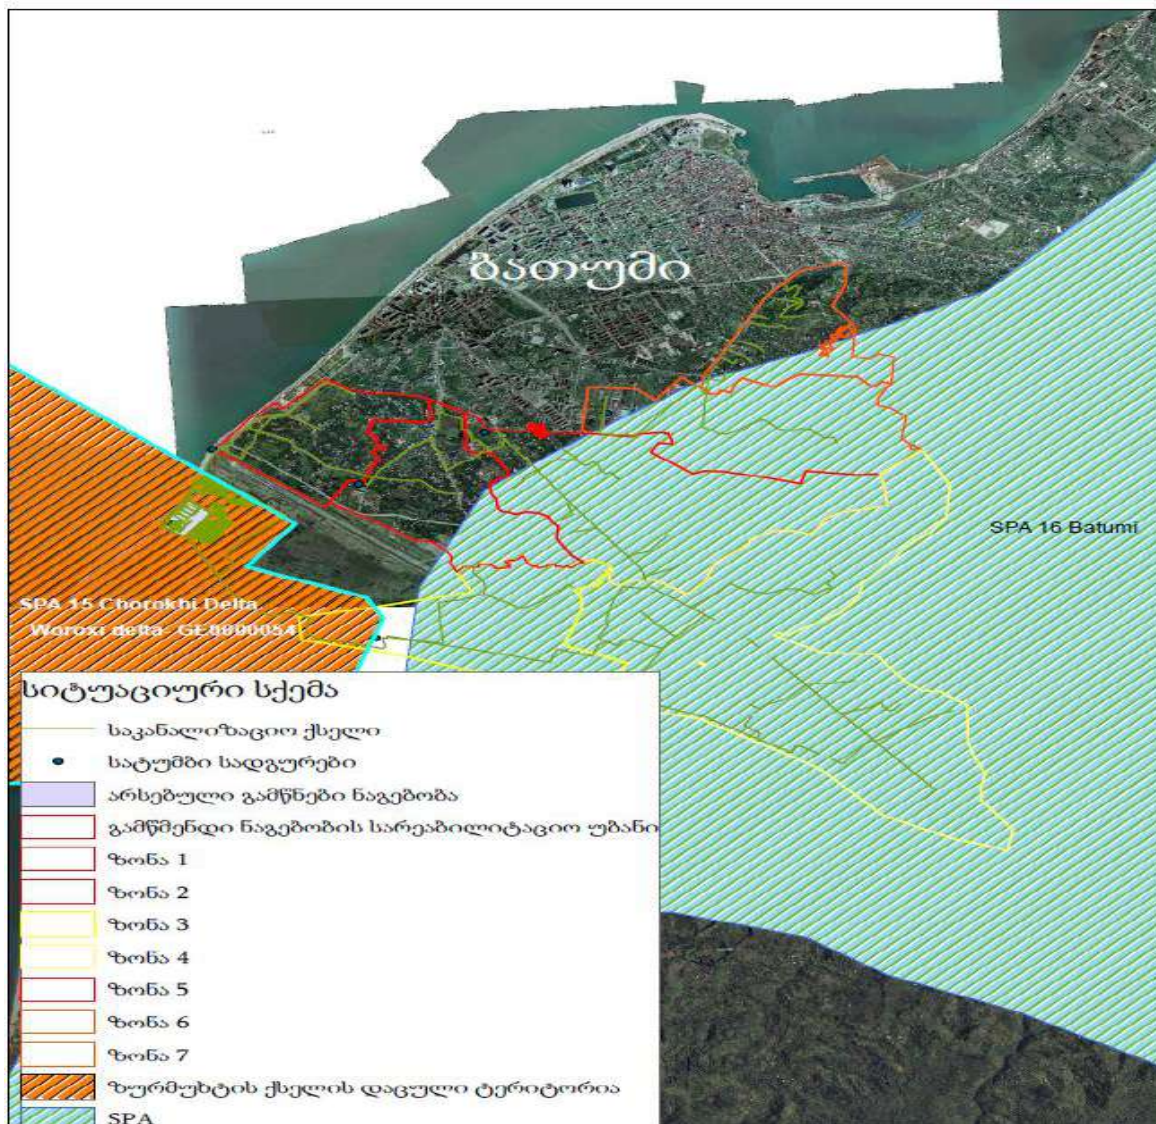 ბათუმი
SPA 16 Batumi
SPA 15 Chorokhi Delta
Woroxi delta GE0000054
სიტუაციური სქემა
საკანალიზაციო ქსელი
სატუმბი სადგურები
არსებული გამწნები ნაგებობა
გამწმენდი ნაგებობის სარეაბილიტაციო უბანი
ზონა 1
ზონა 2
ზონა 3
ზონა 4
ზონა 5
ზონა 6
ზონა 7
ზურმუხტის ქსელის დაცული ტერიტორია
SPA